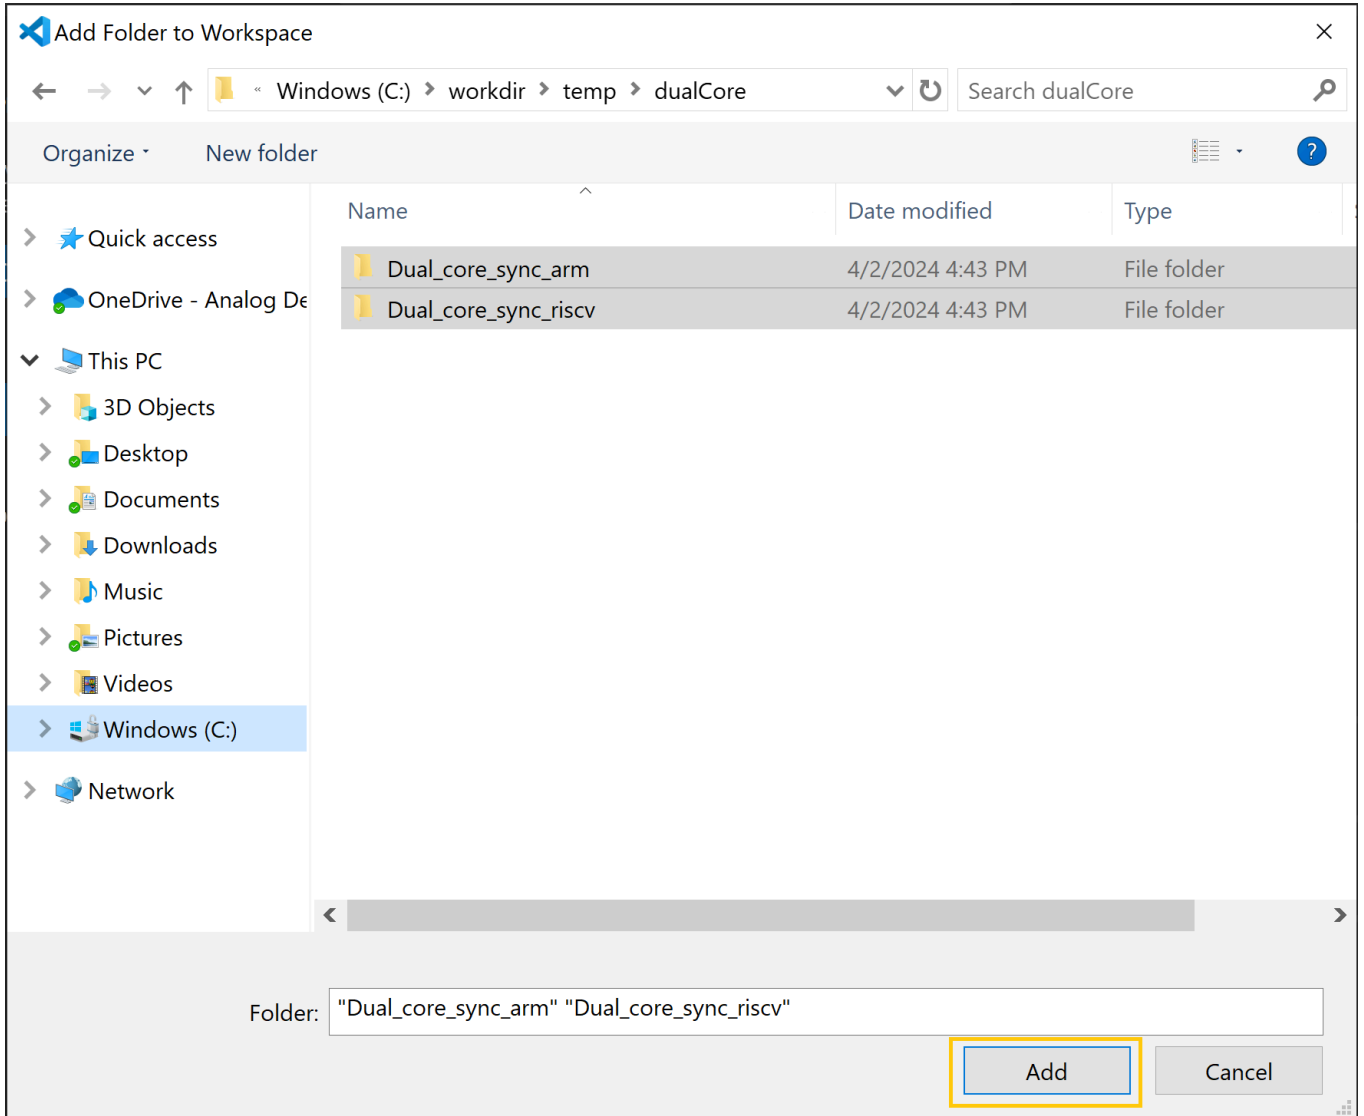 Add Folder to Workspace
« Windows (C:) > workdir > temp > dualCore
Search dualCore
Organize
New folder
?
Name
Date modified
Type
Quick access
OneDrive - Analog De
This PC
3D Objects
Desktop
Documents
Downloads
Music
Pictures
Videos
Windows (C:)
Network
Dual_core_sync_arm 4/2/2024 4:43 PM File folder
Dual_core_sync_riscv 4/2/2024 4:43 PM File folder
Folder: "Dual_core_sync_arm" "Dual_core_sync_riscv"
Add
Cancel